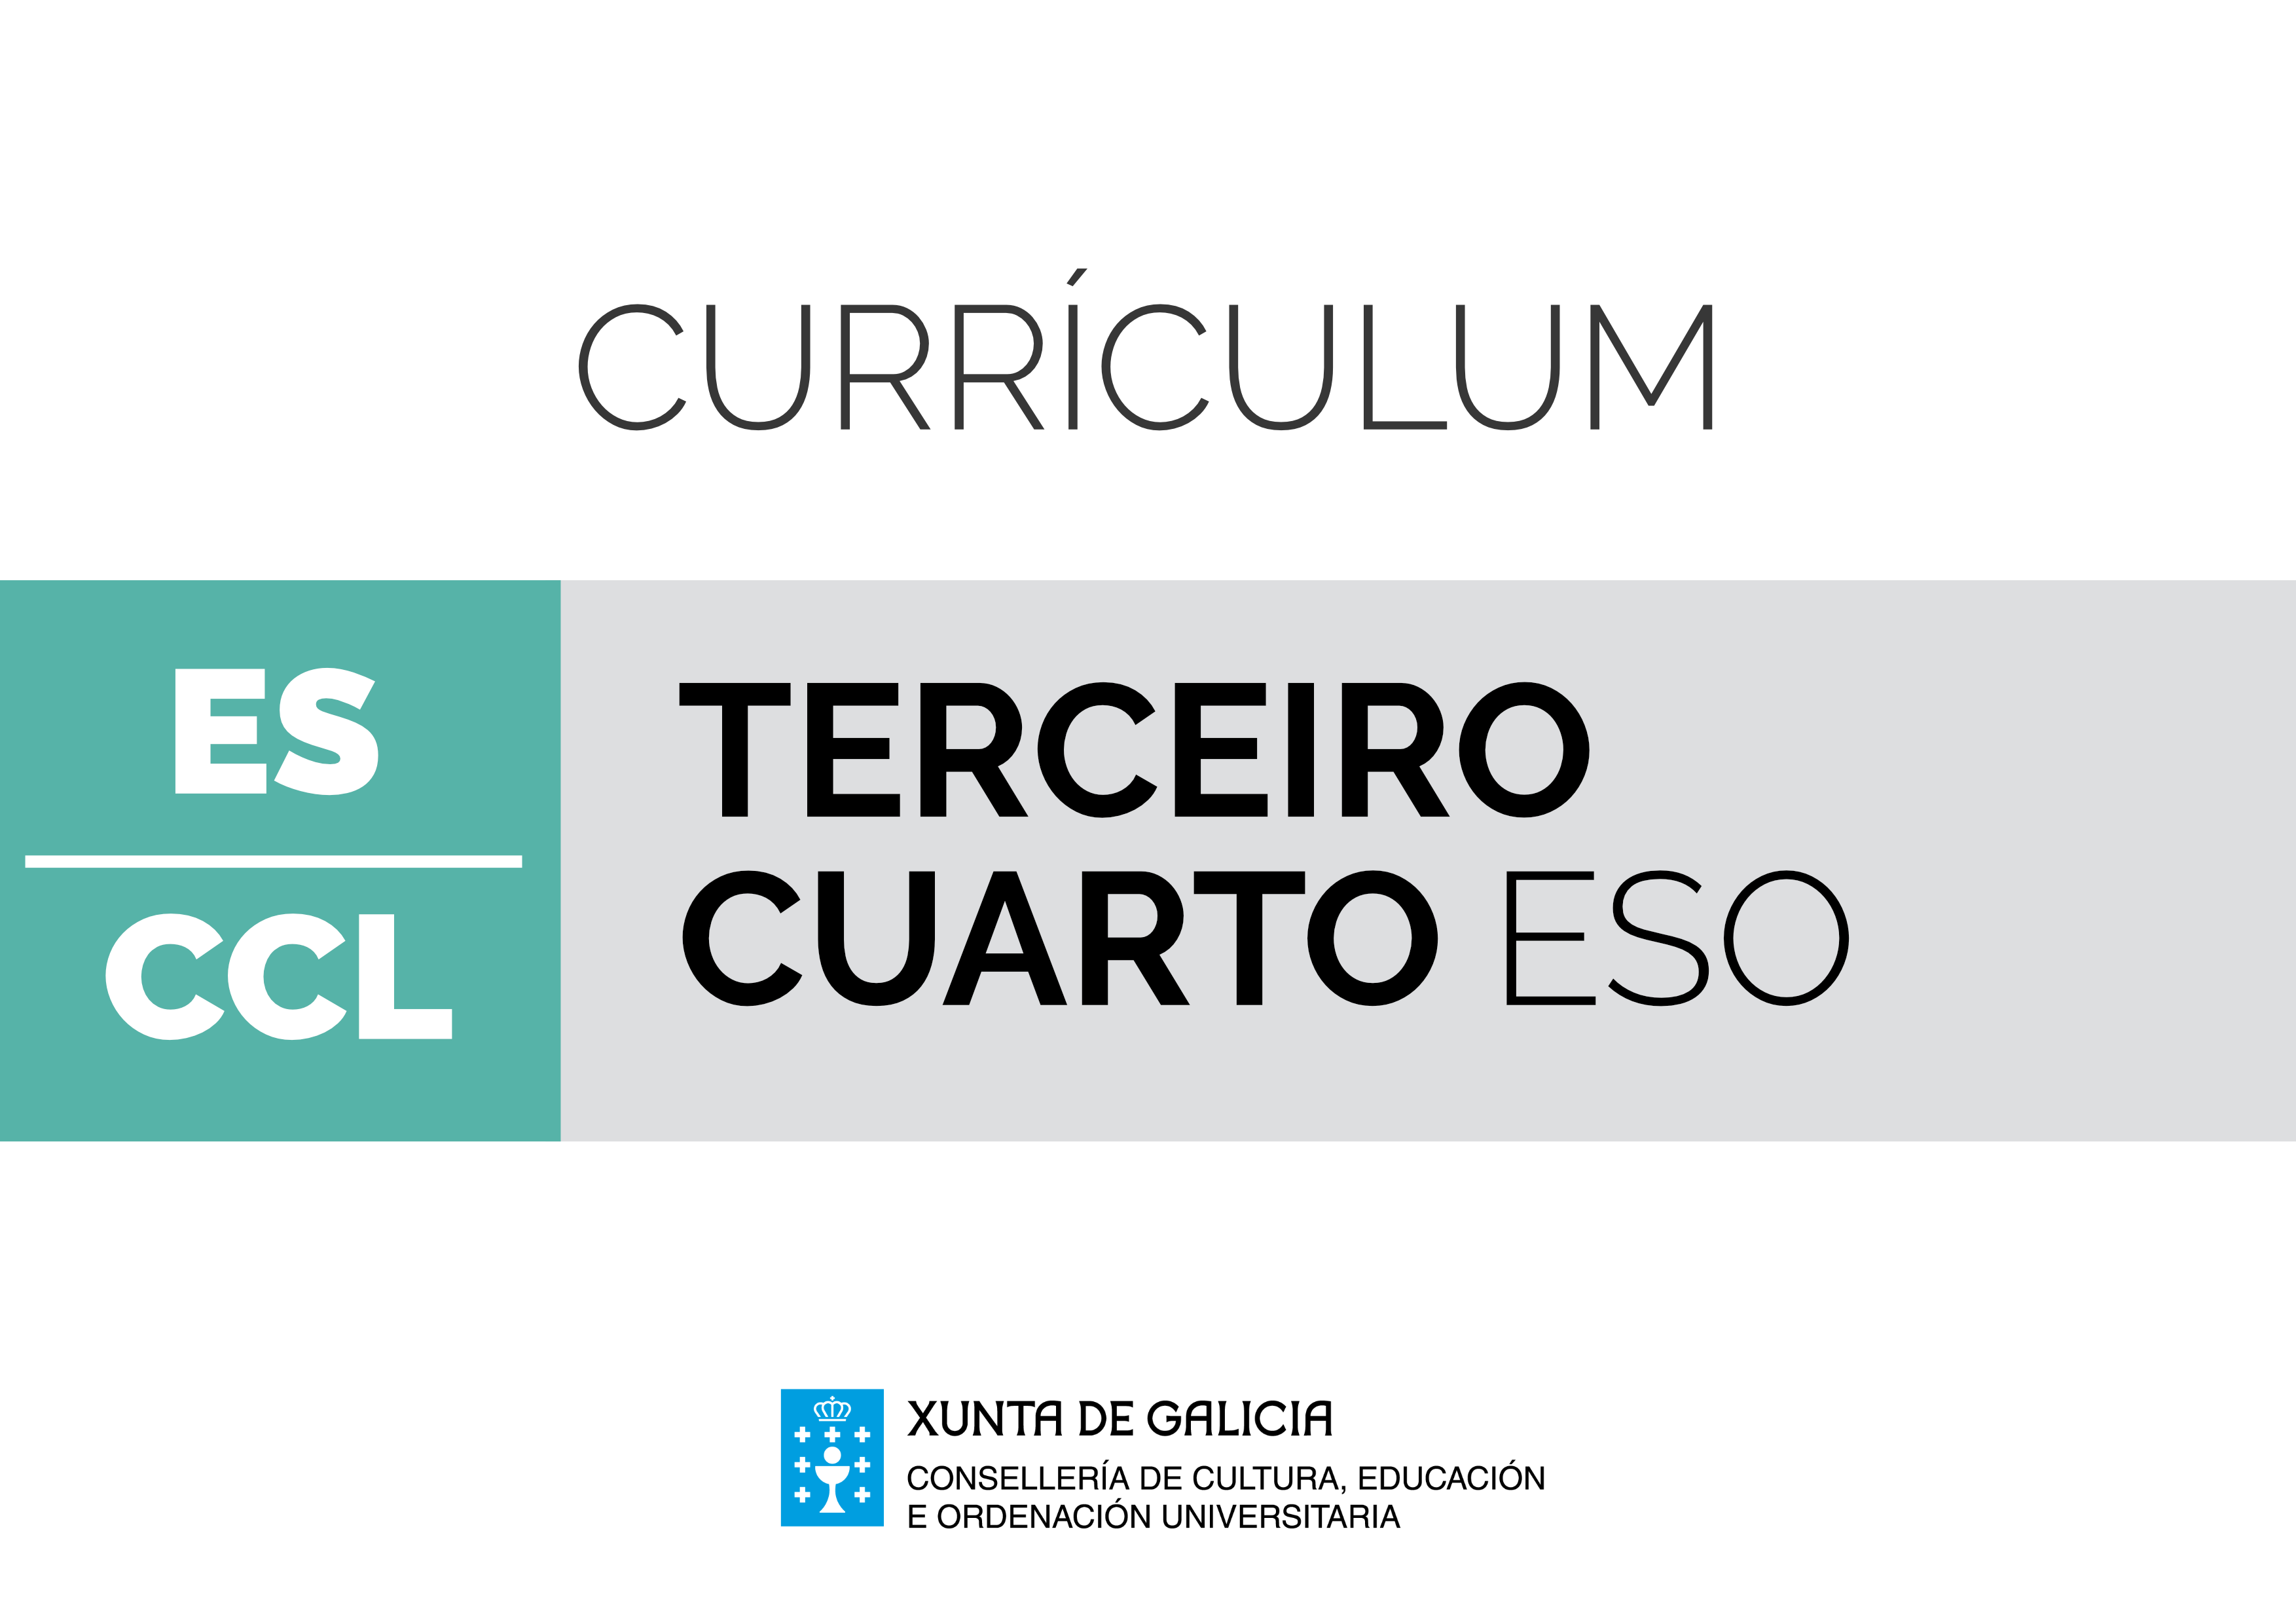 CURRÍCULUM
ES
CCL
TERCEIRO
CUARTO ESO
XUNTA DE GALICIA
CONSELLERÍA DE CULTURA, EDUCACIÓN
E ORDENACIÓN UNIVERSITARIA